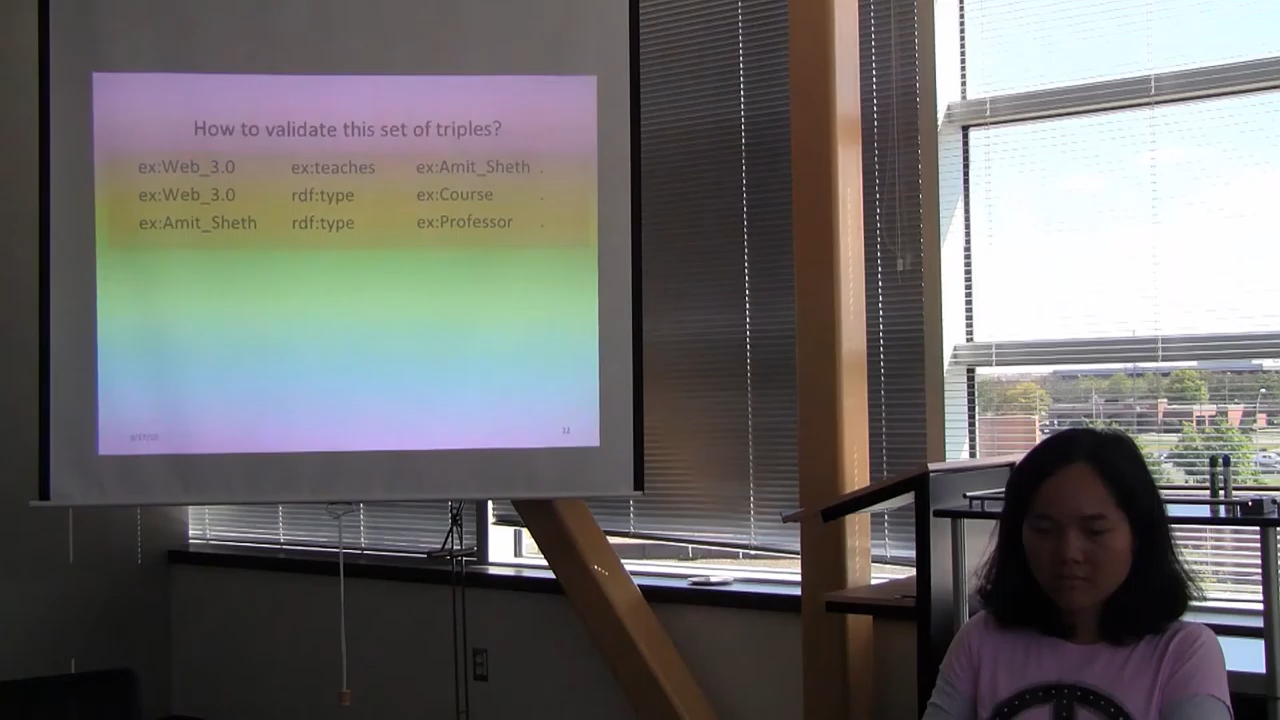 How to validate this set of triples?
ex:Web_3.0 ex:teaches ex:Amit_Sheth .
ex:Web_3.0 rdf:type ex:Course .
ex:Amit_Sheth rdf:type ex:Professor .